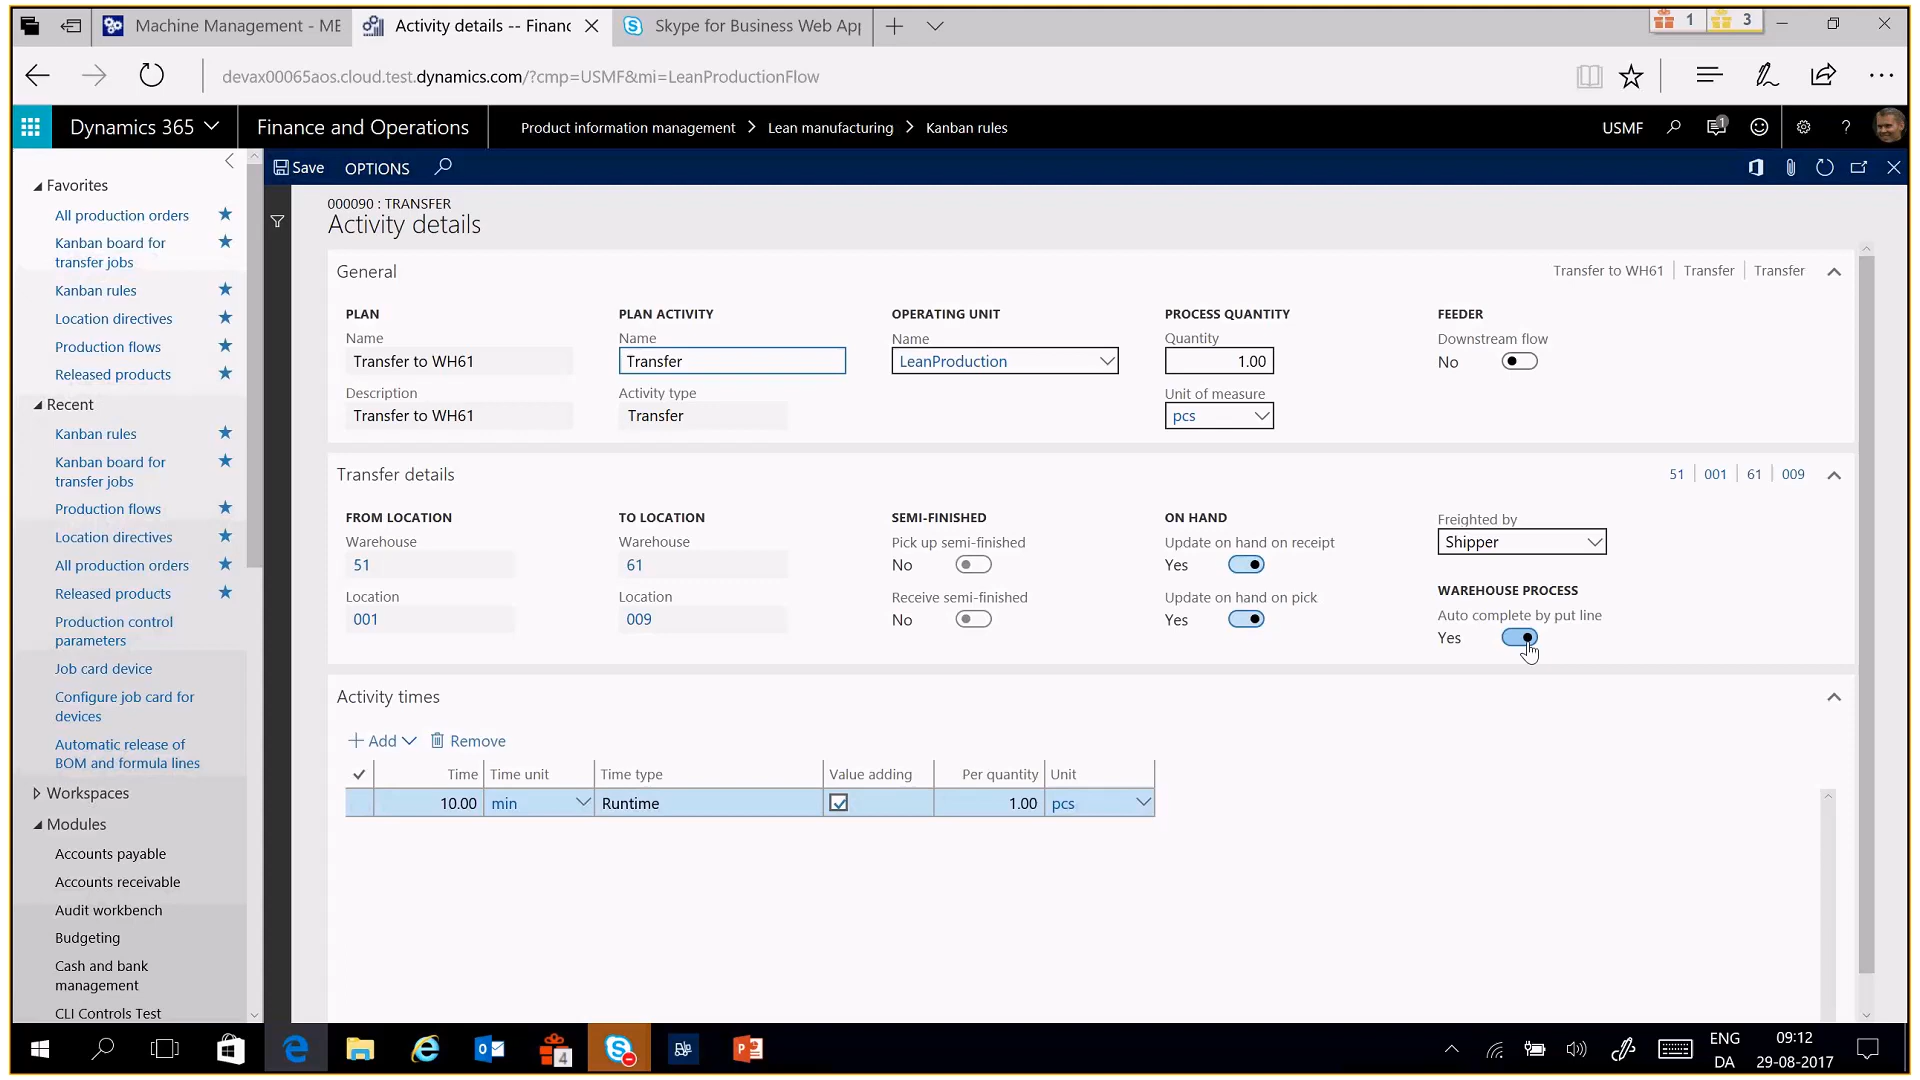 Machine Management - ME
Activity details -- Financ
Skype for Business Web App
1
3
devax00065aos.cloud.test.dynamics.com/?cmp=USMF&mi=LeanProductionFlow
Dynamics 365
Finance and Operations
Product information management > Lean manufacturing > Kanban rules
USMF
1
?
Save
OPTIONS
Favorites
All production orders
Kanban board for
transfer jobs
Kanban rules
Location directives
Production flows
Released products
Recent
Kanban rules
Kanban board for
transfer jobs
Production flows
Location directives
All production orders
Released products
Production control
parameters
Job card device
Configure job card for
devices
Automatic release of
BOM and formula lines
Workspaces
Modules
Accounts payable
Accounts receivable
Audit workbench
Budgeting
Cash and bank
management
CLI Controls Test
000090 : TRANSFER
Activity details
General
Transfer to WH61 | Transfer | Transfer
PLAN
Name
Transfer to WH61
Description
Transfer to WH61
PLAN ACTIVITY
Name
Transfer
Activity type
Transfer
OPERATING UNIT
Name
LeanProduction
PROCESS QUANTITY
Quantity
1.00
Unit of measure
pcs
FEEDER
Downstream flow
No
Transfer details
51 | 001 | 61 | 009
FROM LOCATION
Warehouse
51
Location
001
TO LOCATION
Warehouse
61
Location
009
SEMI-FINISHED
Pick up semi-finished
No
Receive semi-finished
No
ON HAND
Update on hand on receipt
Yes
Update on hand on pick
Yes
Freighted by
Shipper
WAREHOUSE PROCESS
Auto complete by put line
Yes
Activity times
Add
Remove
Time Time unit Time type Value adding Per quantity Unit
10.00 min Runtime 1.00 pcs
4
ENG
DA
09:12
29-08-2017